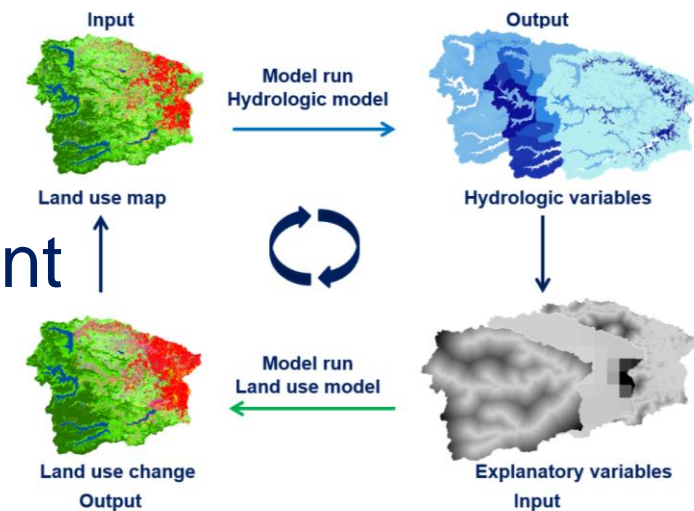 Input
Output
Model run
Hydrologic model
Land use map
Hydrologic variables
nt
Model run
Land use model
Land use change
Output
Explanatory variables
Input